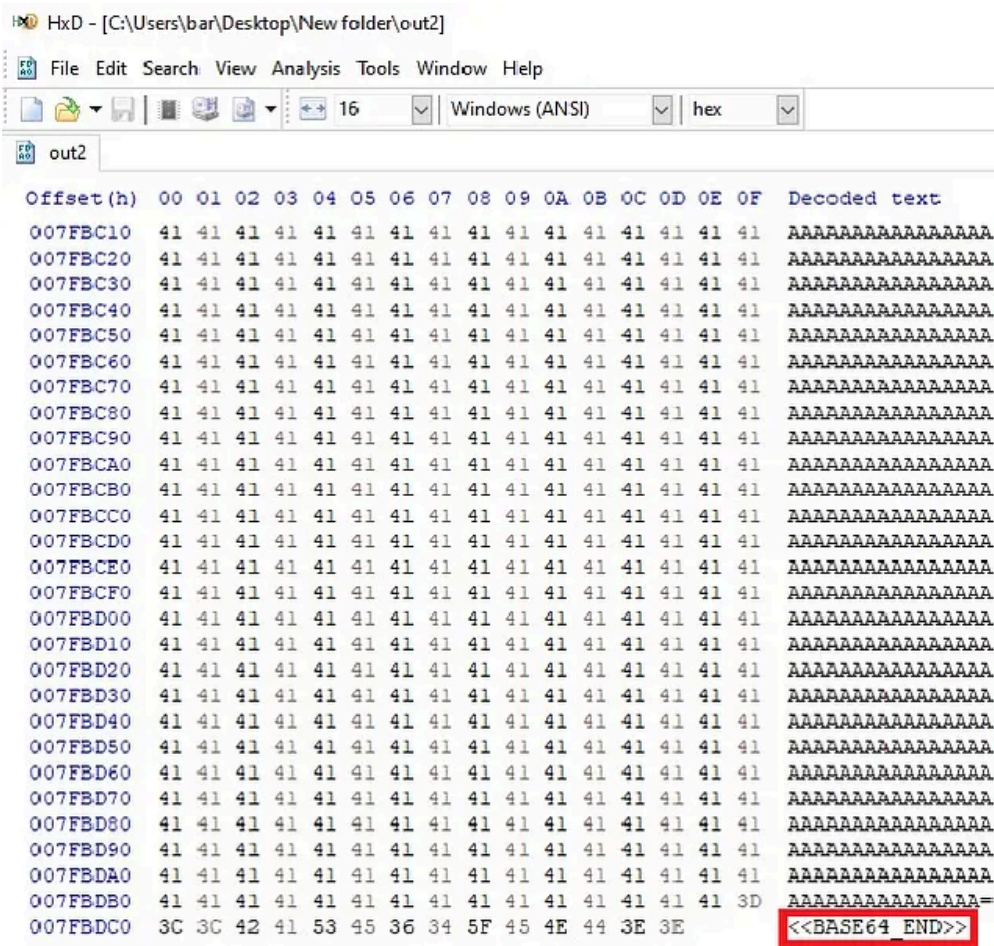 HxD - [C:\Users\bar\Desktop\New folder\out2]
File Edit Search View Analysis Tools Window Help
16 Windows (ANSI) hex
out2
Offset(h) 00 01 02 03 04 05 06 07 08 09 0A 0B 0C 0D 0E 0F Decoded text
007FBC10 41 41 41 41 41 41 41 41 41 41 41 41 41 41 41 41 AAAAAAAAAAAAAAAA
007FBC20 41 41 41 41 41 41 41 41 41 41 41 41 41 41 41 41 AAAAAAAAAAAAAAAA
007FBC30 41 41 41 41 41 41 41 41 41 41 41 41 41 41 41 41 AAAAAAAAAAAAAAAA
007FBC40 41 41 41 41 41 41 41 41 41 41 41 41 41 41 41 41 AAAAAAAAAAAAAAAA
007FBC50 41 41 41 41 41 41 41 41 41 41 41 41 41 41 41 41 AAAAAAAAAAAAAAAA
007FBC60 41 41 41 41 41 41 41 41 41 41 41 41 41 41 41 41 AAAAAAAAAAAAAAAA
007FBC70 41 41 41 41 41 41 41 41 41 41 41 41 41 41 41 41 AAAAAAAAAAAAAAAA
007FBC80 41 41 41 41 41 41 41 41 41 41 41 41 41 41 41 41 AAAAAAAAAAAAAAAA
007FBC90 41 41 41 41 41 41 41 41 41 41 41 41 41 41 41 41 AAAAAAAAAAAAAAAA
007FBCA0 41 41 41 41 41 41 41 41 41 41 41 41 41 41 41 41 AAAAAAAAAAAAAAAA
007FBCB0 41 41 41 41 41 41 41 41 41 41 41 41 41 41 41 41 AAAAAAAAAAAAAAAA
007FBCC0 41 41 41 41 41 41 41 41 41 41 41 41 41 41 41 41 AAAAAAAAAAAAAAAA
007FBCD0 41 41 41 41 41 41 41 41 41 41 41 41 41 41 41 41 AAAAAAAAAAAAAAAA
007FBCE0 41 41 41 41 41 41 41 41 41 41 41 41 41 41 41 41 AAAAAAAAAAAAAAAA
007FBCF0 41 41 41 41 41 41 41 41 41 41 41 41 41 41 41 41 AAAAAAAAAAAAAAAA
007FBD00 41 41 41 41 41 41 41 41 41 41 41 41 41 41 41 41 AAAAAAAAAAAAAAAA
007FBD10 41 41 41 41 41 41 41 41 41 41 41 41 41 41 41 41 AAAAAAAAAAAAAAAA
007FBD20 41 41 41 41 41 41 41 41 41 41 41 41 41 41 41 41 AAAAAAAAAAAAAAAA
007FBD30 41 41 41 41 41 41 41 41 41 41 41 41 41 41 41 41 AAAAAAAAAAAAAAAA
007FBD40 41 41 41 41 41 41 41 41 41 41 41 41 41 41 41 41 AAAAAAAAAAAAAAAA
007FBD50 41 41 41 41 41 41 41 41 41 41 41 41 41 41 41 41 AAAAAAAAAAAAAAAA
007FBD60 41 41 41 41 41 41 41 41 41 41 41 41 41 41 41 41 AAAAAAAAAAAAAAAA
007FBD70 41 41 41 41 41 41 41 41 41 41 41 41 41 41 41 41 AAAAAAAAAAAAAAAA
007FBD80 41 41 41 41 41 41 41 41 41 41 41 41 41 41 41 41 AAAAAAAAAAAAAAAA
007FBD90 41 41 41 41 41 41 41 41 41 41 41 41 41 41 41 41 AAAAAAAAAAAAAAAA
007FBDA0 41 41 41 41 41 41 41 41 41 41 41 41 41 41 41 41 AAAAAAAAAAAAAAAA
007FBDB0 41 41 41 41 41 41 41 41 41 41 41 41 41 41 41 3D AAAAAAAAAAAAAAA=
007FBDC0 3C 3C 42 41 53 45 36 34 5F 45 4E 44 3E 3E <<BASE64_END>>